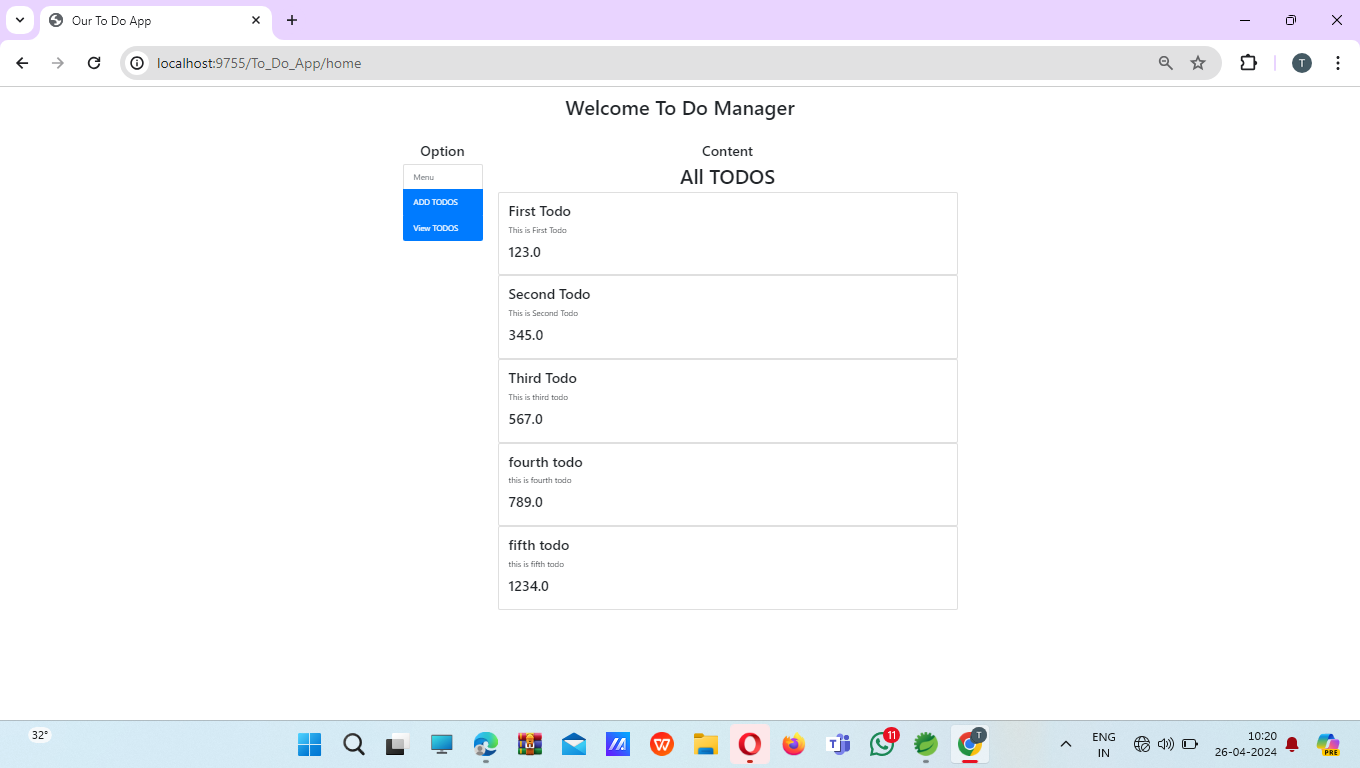 Our To Do App
localhost:9755/To_Do_App/home
T
Welcome To Do Manager
Option
Content
Menu
ADD TODOS
View TODOS
All TODOS
First Todo
This is First Todo
123.0
Second Todo
This is Second Todo
345.0
Third Todo
This is third todo
567.0
fourth todo
this is fourth todo
789.0
fifth todo
this is fifth todo
1234.0
32°
W
T
11
T
ENG
IN
10:20
26-04-2024
PRE